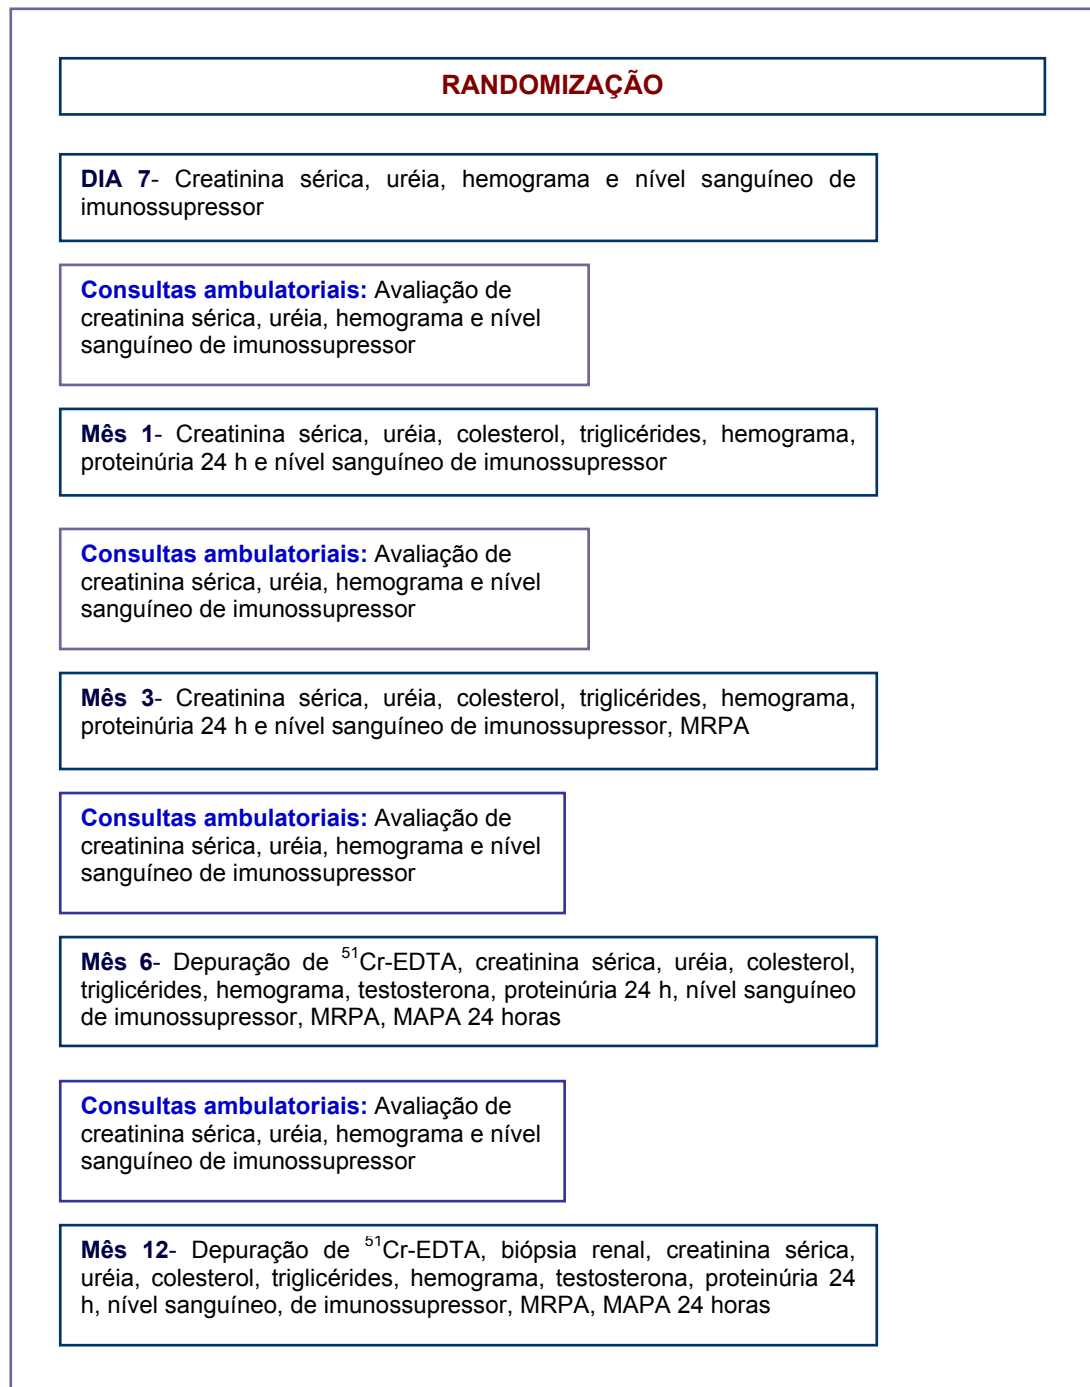 RANDOMIZAÇÃO
DIA 7- Creatinina sérica, uréia, hemograma e nível sanguíneo de
imunossupressor
Consultas ambulatoriais: Avaliação de
creatinina sérica, uréia, hemograma e nível
sanguíneo de imunossupressor
Mês 1- Creatinina sérica, uréia, colesterol, triglicérides, hemograma,
proteinúria 24 h e nível sanguíneo de imunossupressor
Consultas ambulatoriais: Avaliação de
creatinina sérica, uréia, hemograma e nível
sanguíneo de imunossupressor
Mês 3- Creatinina sérica, uréia, colesterol, triglicérides, hemograma,
proteinúria 24 h e nível sanguíneo de imunossupressor, MRPA
Consultas ambulatoriais: Avaliação de
creatinina sérica, uréia, hemograma e nível
sanguíneo de imunossupressor
Mês 6- Depuração de ⁵¹Cr-EDTA, creatinina sérica, uréia, colesterol,
triglicérides, hemograma, testosterona, proteinúria 24 h, nível sanguíneo
de imunossupressor, MRPA, MAPA 24 horas
Consultas ambulatoriais: Avaliação de
creatinina sérica, uréia, hemograma e nível
sanguíneo de imunossupressor
Mês 12- Depuração de ⁵¹Cr-EDTA, biópsia renal, creatinina sérica,
uréia, colesterol, triglicérides, hemograma, testosterona, proteinúria 24
h, nível sanguíneo, de imunossupressor, MRPA, MAPA 24 horas